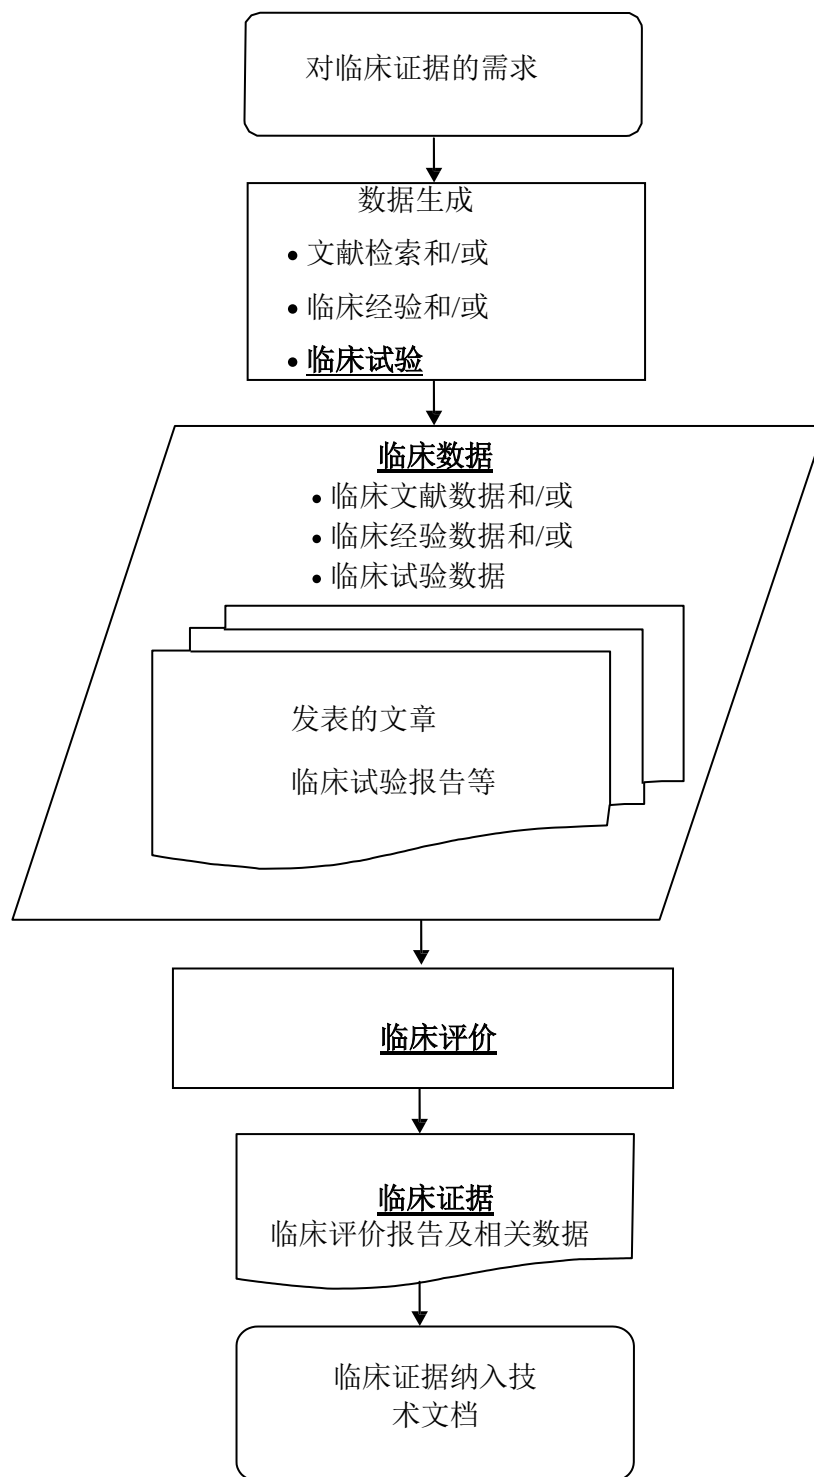 对临床证据的需求
数据生成
• 文献检索和/或
• 临床经验和/或
• 临床试验
临床数据
• 临床文献数据和/或
• 临床经验数据和/或
• 临床试验数据
发表的文章
临床试验报告等
临床评价
临床证据
临床评价报告及相关数据
临床证据纳入技
术文档